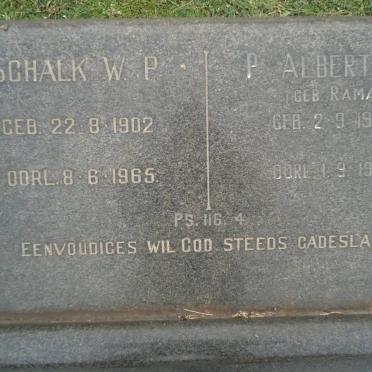 SCHALK W. P.
GEB. 22·8·1902
OORL. 8·6·1965.
P. ALBERT
(GEB. RAMA
GEB. 2·9·19
OORL. 1·9·19
PS. 116:4
EENVOUDIGES WIL GOD STEEDS GADESLA